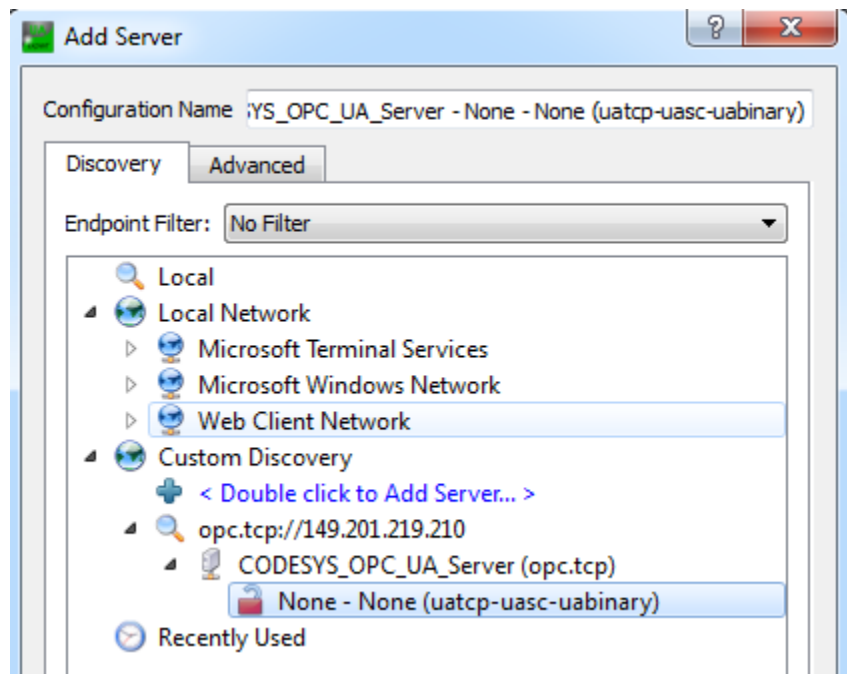 Add Server
Configuration Name YS_OPC_UA_Server - None - None (uatcp-uasc-uabinary)
Discovery Advanced
Endpoint Filter: No Filter
Local
Local Network
Microsoft Terminal Services
Microsoft Windows Network
Web Client Network
Custom Discovery
< Double click to Add Server... >
opc.tcp://149.201.219.210
CODESYS_OPC_UA_Server (opc.tcp)
None - None (uatcp-uasc-uabinary)
Recently Used